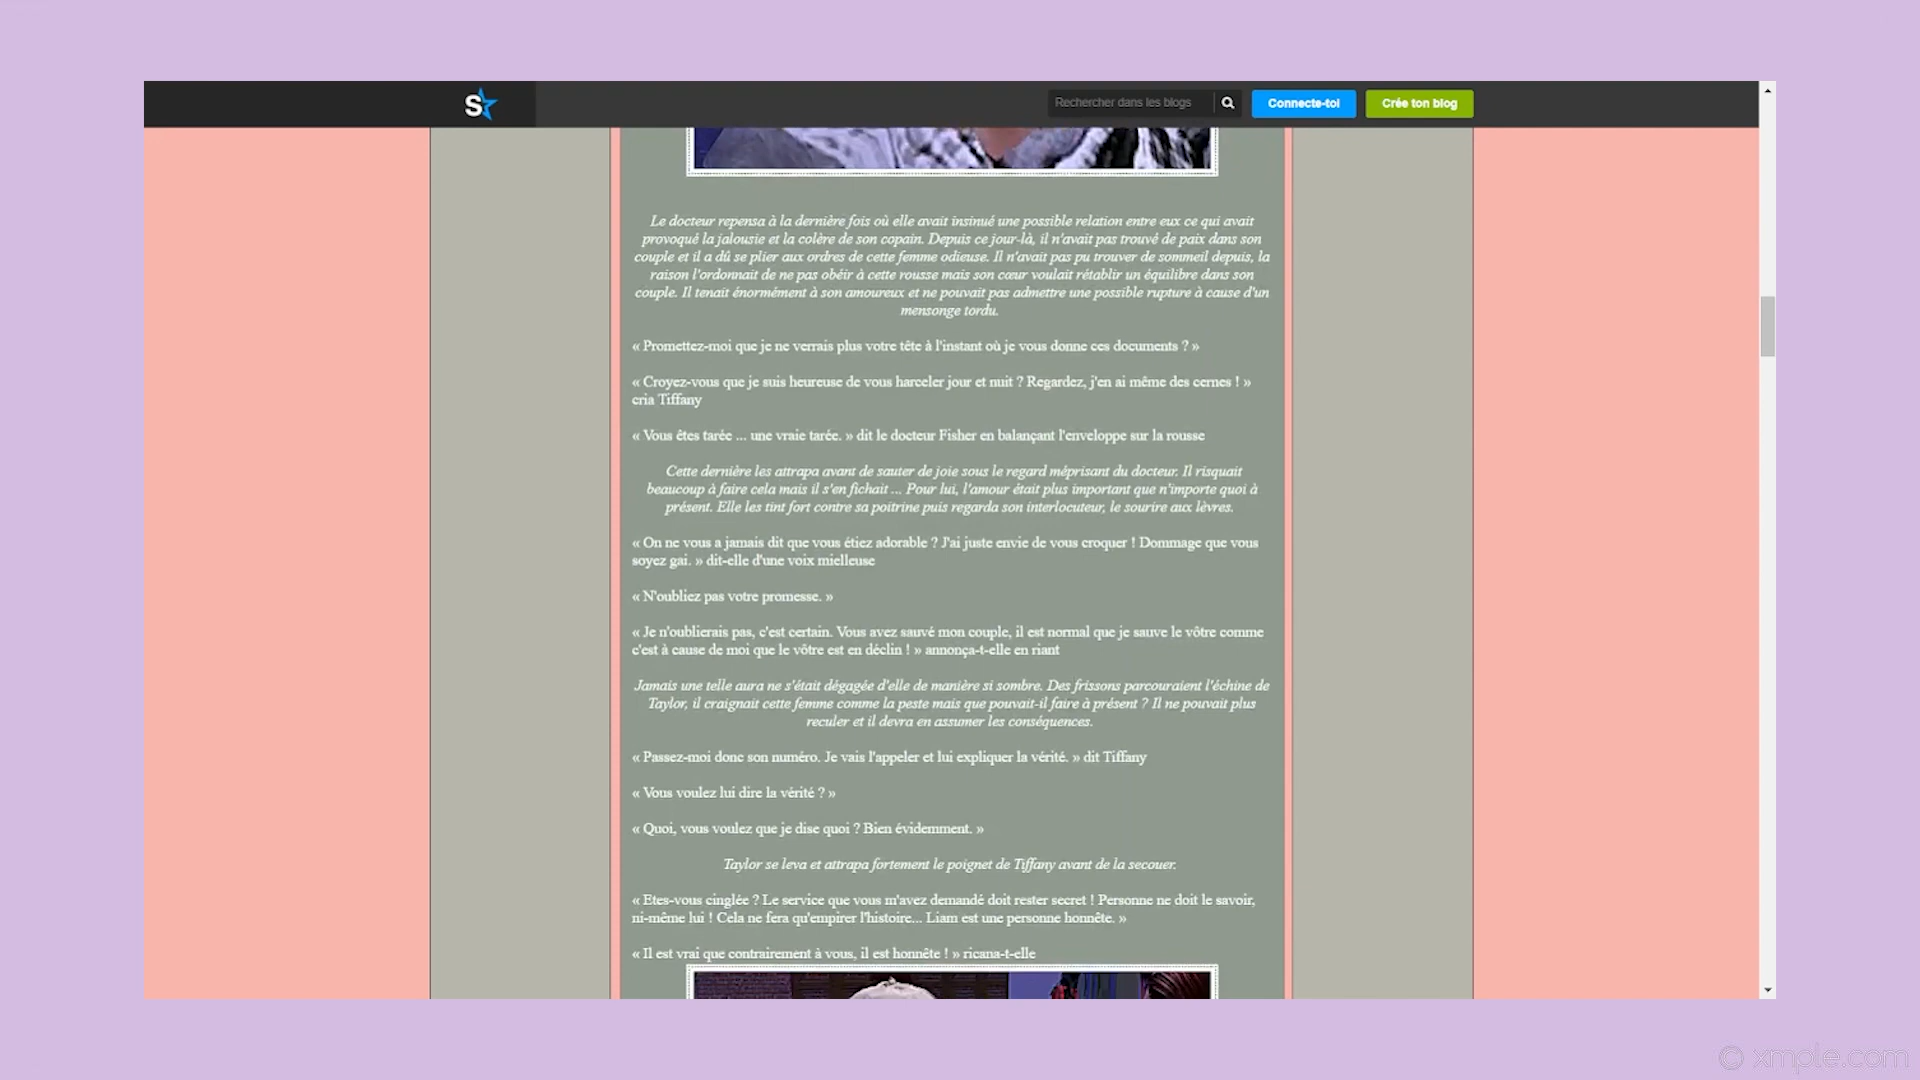 S
Rechercher dans les blogs
Connecte-toi
Crée ton blog
Le docteur repensa à la dernière fois où elle avait insinué une possible relation entre eux ce qui avait
provoqué la jalousie et la colère de son copain. Depuis ce jour-là, il n'avait pas trouvé de paix dans son
couple et il a dû se plier aux ordres de cette femme odieuse. Il n'avait pas pu trouver de sommeil depuis, la
raison l'ordonnait de ne pas obéir à cette rousse mais son cœur voulait rétablir un équilibre dans son
couple. Il tenait énormément à son amoureux et ne pouvait pas admettre une possible rupture à cause d'un
mensonge tordu.
« Promettez-moi que je ne verrais plus votre tête à l'instant où je vous donne ces documents ? »
« Croyez-vous que je suis heureuse de vous harceler jour et nuit ? Regardez, j'en ai même des cernes ! »
cria Tiffany
« Vous êtes tarée ... une vraie tarée. » dit le docteur Fisher en balançant l'enveloppe sur la rousse
Cette dernière les attrapa avant de sauter de joie sous le regard méprisant du docteur. Il risquait
beaucoup à faire cela mais il s'en fichait ... Pour lui, l'amour était plus important que n'importe quoi à
présent. Elle les tint fort contre sa poitrine puis regarda son interlocuteur, le sourire aux lèvres.
« On ne vous a jamais dit que vous étiez adorable ? J'ai juste envie de vous croquer ! Dommage que vous
soyez gai. » dit-elle d'une voix mielleuse
« N'oubliez pas votre promesse. »
« Je n'oublierais pas, c'est certain. Vous avez sauvé mon couple, il est normal que je sauve le vôtre comme
c'est à cause de moi que le vôtre est en déclin ! » annonça-t-elle en riant
Jamais une telle aura ne s'était dégagée d'elle de manière si sombre. Des frissons parcouraient l'échine de
Taylor, il craignait cette femme comme la peste mais que pouvait-il faire à présent ? Il ne pouvait plus
reculer et il devra en assumer les conséquences.
« Passez-moi donc son numéro. Je vais l'appeler et lui expliquer la vérité. » dit Tiffany
« Vous voulez lui dire la vérité ? »
« Quoi, vous voulez que je dise quoi ? Bien évidemment. »
Taylor se leva et attrapa fortement le poignet de Tiffany avant de la secouer.
« Etes-vous cinglée ? Le service que vous m'avez demandé doit rester secret ! Personne ne doit le savoir,
ni-même lui ! Cela ne fera qu'empirer l'histoire... Liam est une personne honnête. »
« Il est vrai que contrairement à vous, il est honnête ! » ricana-t-elle
© xmple.com